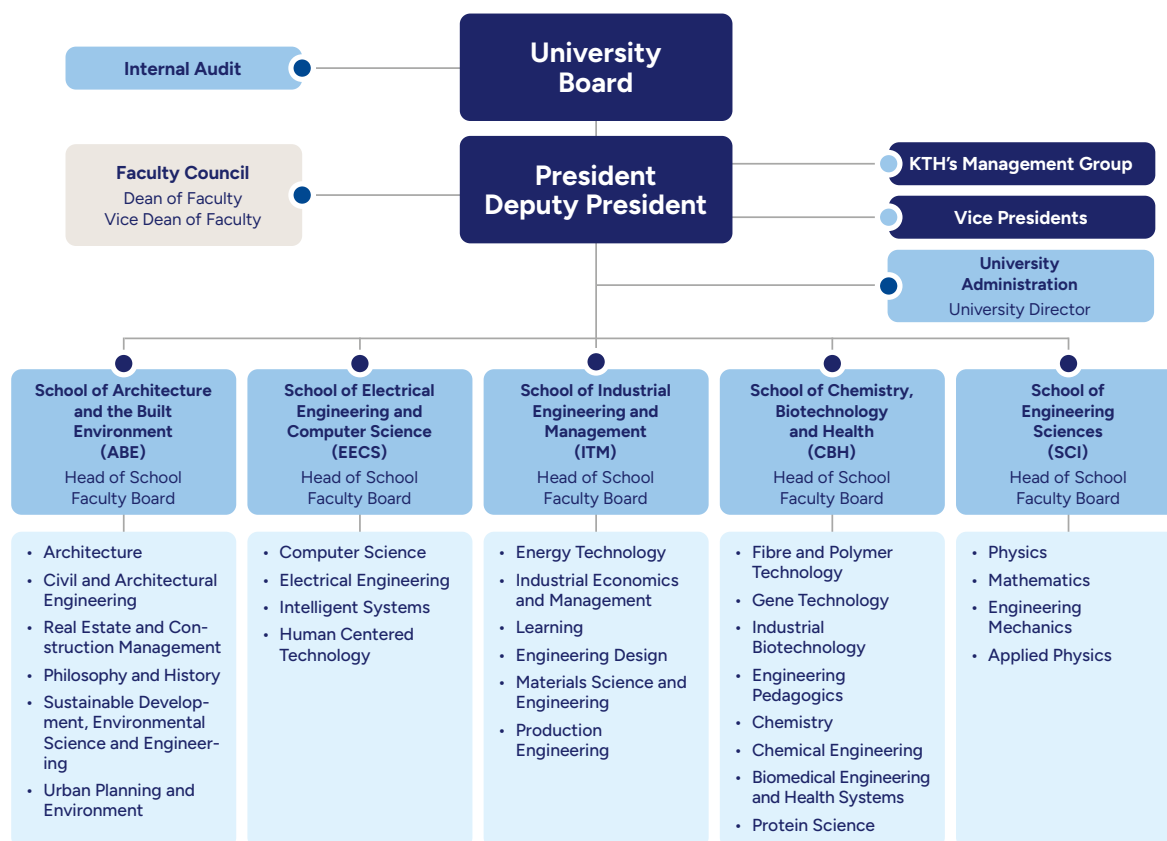 University
Board
Internal Audit
President
Deputy President
Faculty Council
Dean of Faculty
Vice Dean of Faculty
KTH's Management Group
Vice Presidents
University
Administration
University Director
School of Architecture
and the Built
Environment
(ABE)
Head of School
Faculty Board
• Architecture
• Civil and Architectural
Engineering
• Real Estate and Con-
struction Management
• Philosophy and History
• Sustainable Develop-
ment, Environmental
Science and Engineer-
ing
• Urban Planning and
Environment
School of Electrical
Engineering and
Computer Science
(EECS)
Head of School
Faculty Board
• Computer Science
• Electrical Engineering
• Intelligent Systems
• Human Centered
Technology
School of Industrial
Engineering and
Management
(ITM)
Head of School
Faculty Board
• Energy Technology
• Industrial Economics
and Management
• Learning
• Engineering Design
• Materials Science and
Engineering
• Production
Engineering
School of Chemistry,
Biotechnology
and Health
(CBH)
Head of School
Faculty Board
• Fibre and Polymer
Technology
• Gene Technology
• Industrial
Biotechnology
• Engineering
Pedagogics
• Chemistry
• Chemical Engineering
• Biomedical Engineering
and Health Systems
• Protein Science
School of
Engineering
Sciences
(SCI)
Head of School
Faculty Board
• Physics
• Mathematics
• Engineering
Mechanics
• Applied Physics